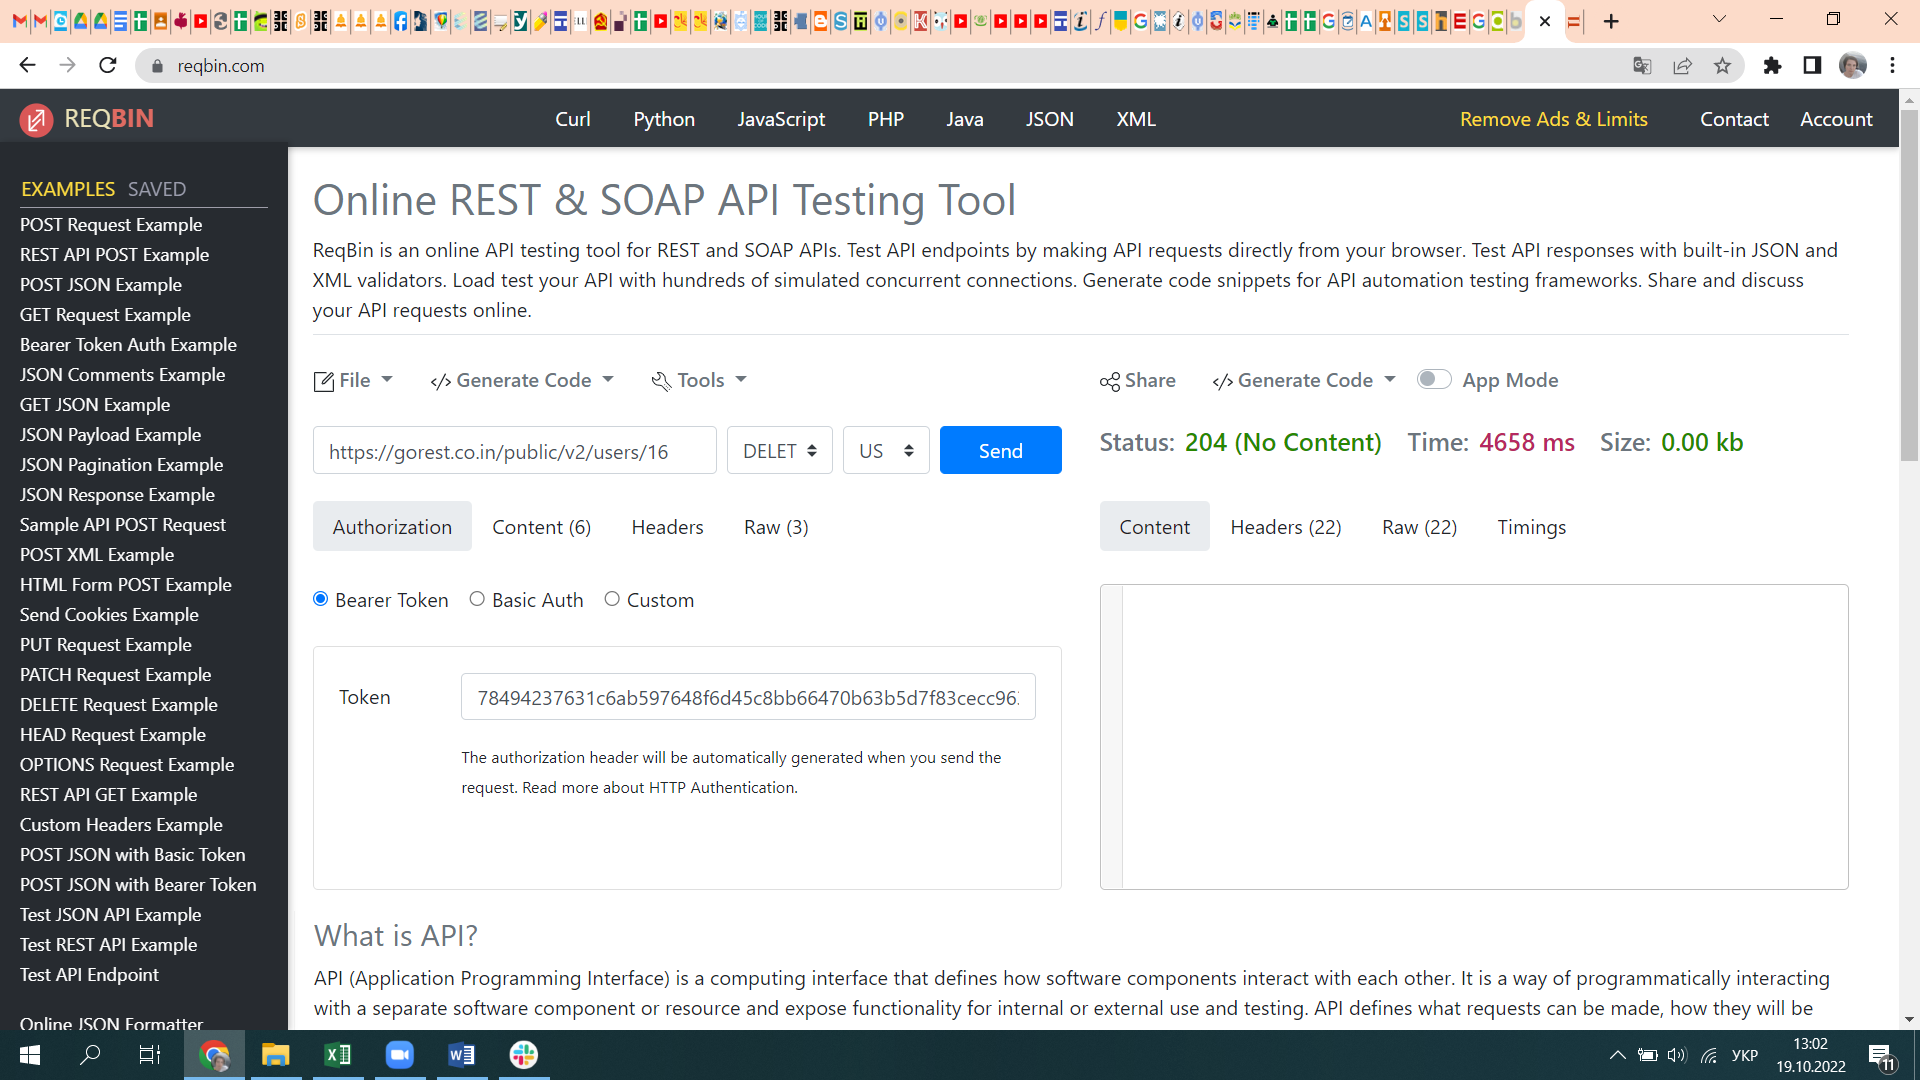 reqbin.com
REQBIN
Curl Python JavaScript PHP Java JSON XML
Remove Ads & Limits Contact Account
EXAMPLES SAVED
POST Request Example
REST API POST Example
POST JSON Example
GET Request Example
Bearer Token Auth Example
JSON Comments Example
GET JSON Example
JSON Payload Example
JSON Pagination Example
JSON Response Example
Sample API POST Request
POST XML Example
HTML Form POST Example
Send Cookies Example
PUT Request Example
PATCH Request Example
DELETE Request Example
HEAD Request Example
OPTIONS Request Example
REST API GET Example
Custom Headers Example
POST JSON with Basic Token
POST JSON with Bearer Token
Test JSON API Example
Test REST API Example
Test API Endpoint
Online JSON Formatter
Online REST & SOAP API Testing Tool
ReqBin is an online API testing tool for REST and SOAP APIs. Test API endpoints by making API requests directly from your browser. Test API responses with built-in JSON and
XML validators. Load test your API with hundreds of simulated concurrent connections. Generate code snippets for API automation testing frameworks. Share and discuss
your API requests online.
File Generate Code Tools
https://gorest.co.in/public/v2/users/16 DELET US Send
Authorization Content (6) Headers Raw (3)
Bearer Token Basic Auth Custom
Token 78494237631c6ab597648f6d45c8bb66470b63b5d7f83cecc96
The authorization header will be automatically generated when you send the
request. Read more about HTTP Authentication.
Share Generate Code App Mode
Status: 204 (No Content) Time: 4658 ms Size: 0.00 kb
Content Headers (22) Raw (22) Timings
What is API?
API (Application Programming Interface) is a computing interface that defines how software components interact with each other. It is a way of programmatically interacting
with a separate software component or resource and expose functionality for internal or external use and testing. API defines what requests can be made, how they will be
УКР
13:02
19.10.2022
11